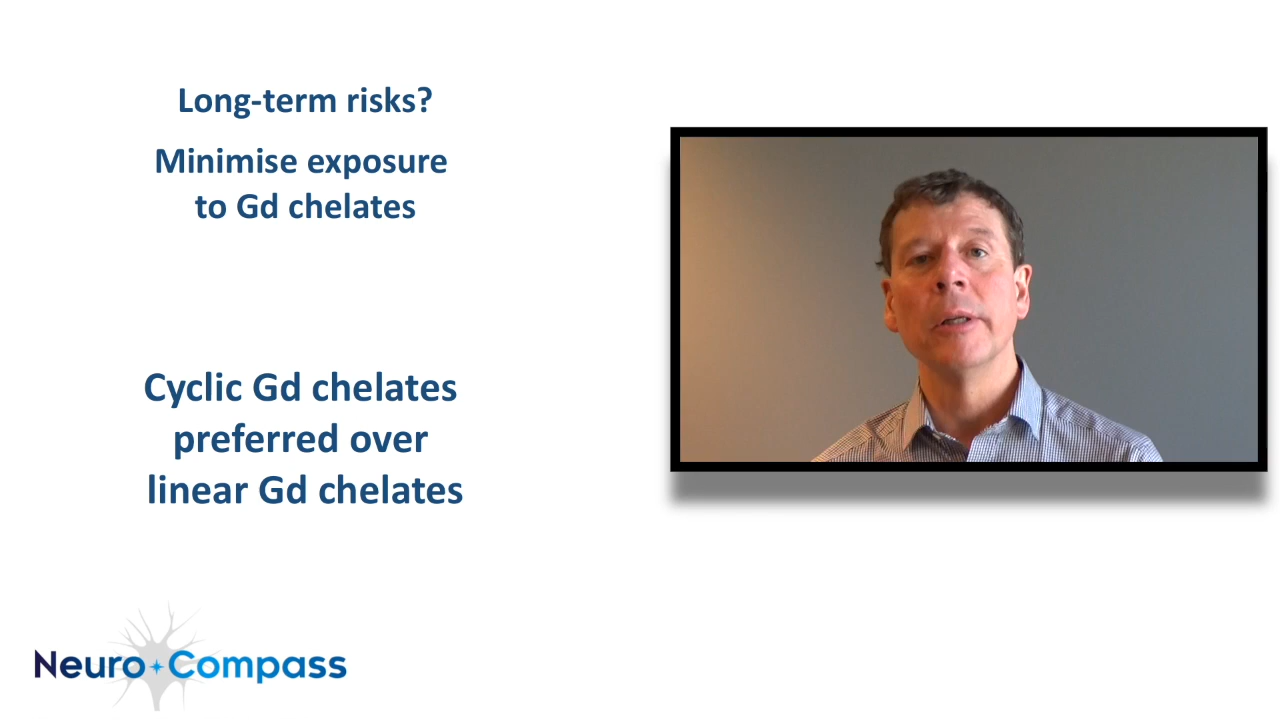 Long-term risks?
Minimise exposure
to Gd chelates
Cyclic Gd chelates
preferred over
linear Gd chelates
Neuro Compass